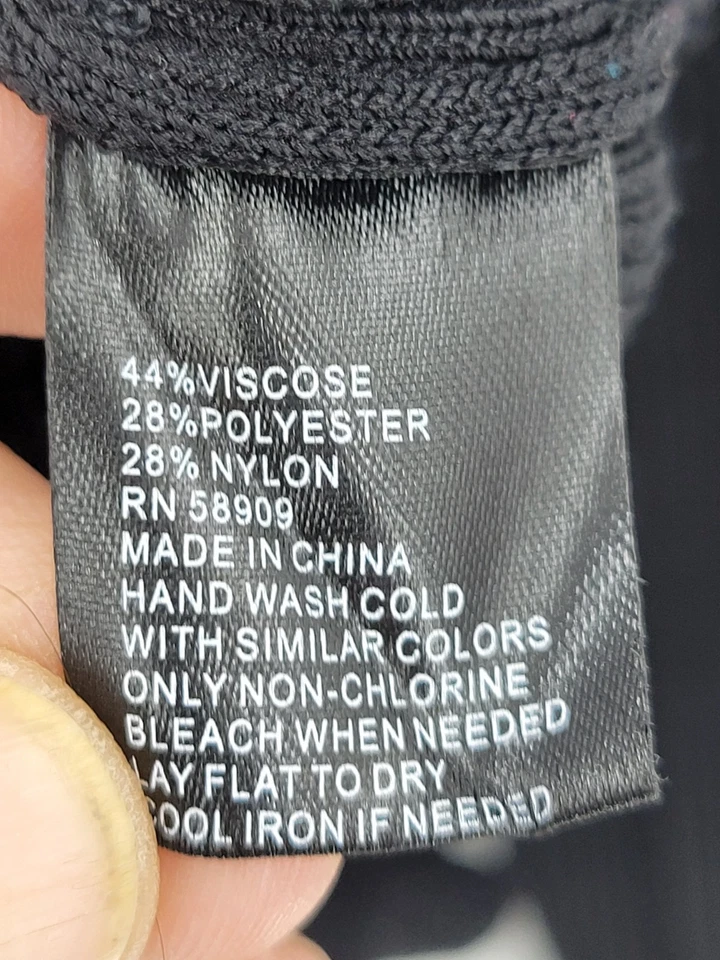 44%VISCOSE
28%POLYESTER
28% NYLON
RN 58909
MADE IN CHINA
HAND WASH COLD
WITH SIMILAR COLORS
ONLY NON-CHLORINE
BLEACH WHEN NEEDED
LAY FLAT TO DRY
COOL IRON IF NEEDED